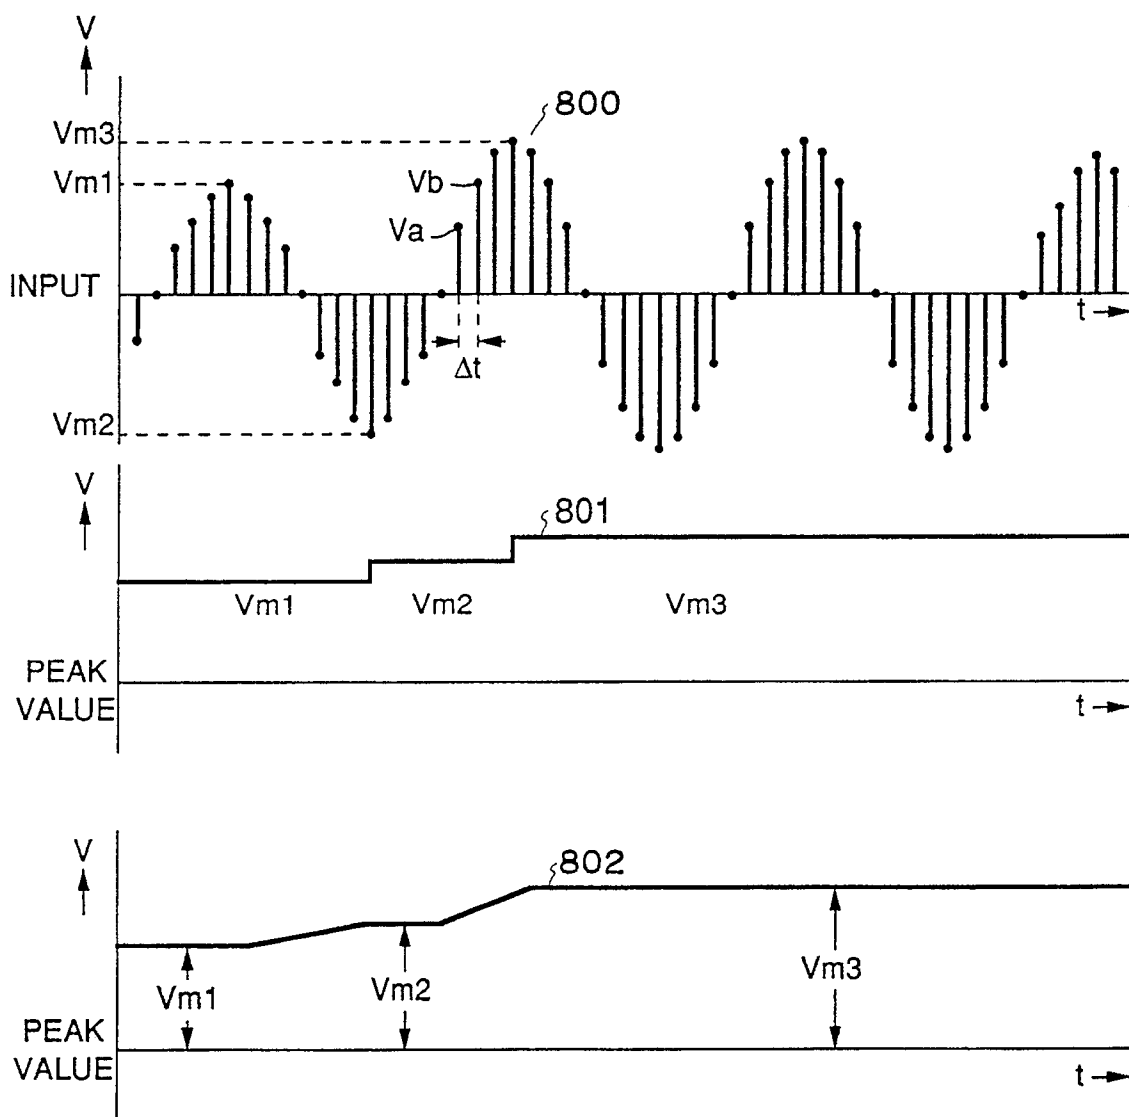 V
800
Vm3
Vm1
Vb
Va
INPUT
t
Δt
Vm2
V
801
Vm1 Vm2 Vm3
PEAK
VALUE
t
V
802
Vm1 Vm2 Vm3
PEAK
VALUE
t